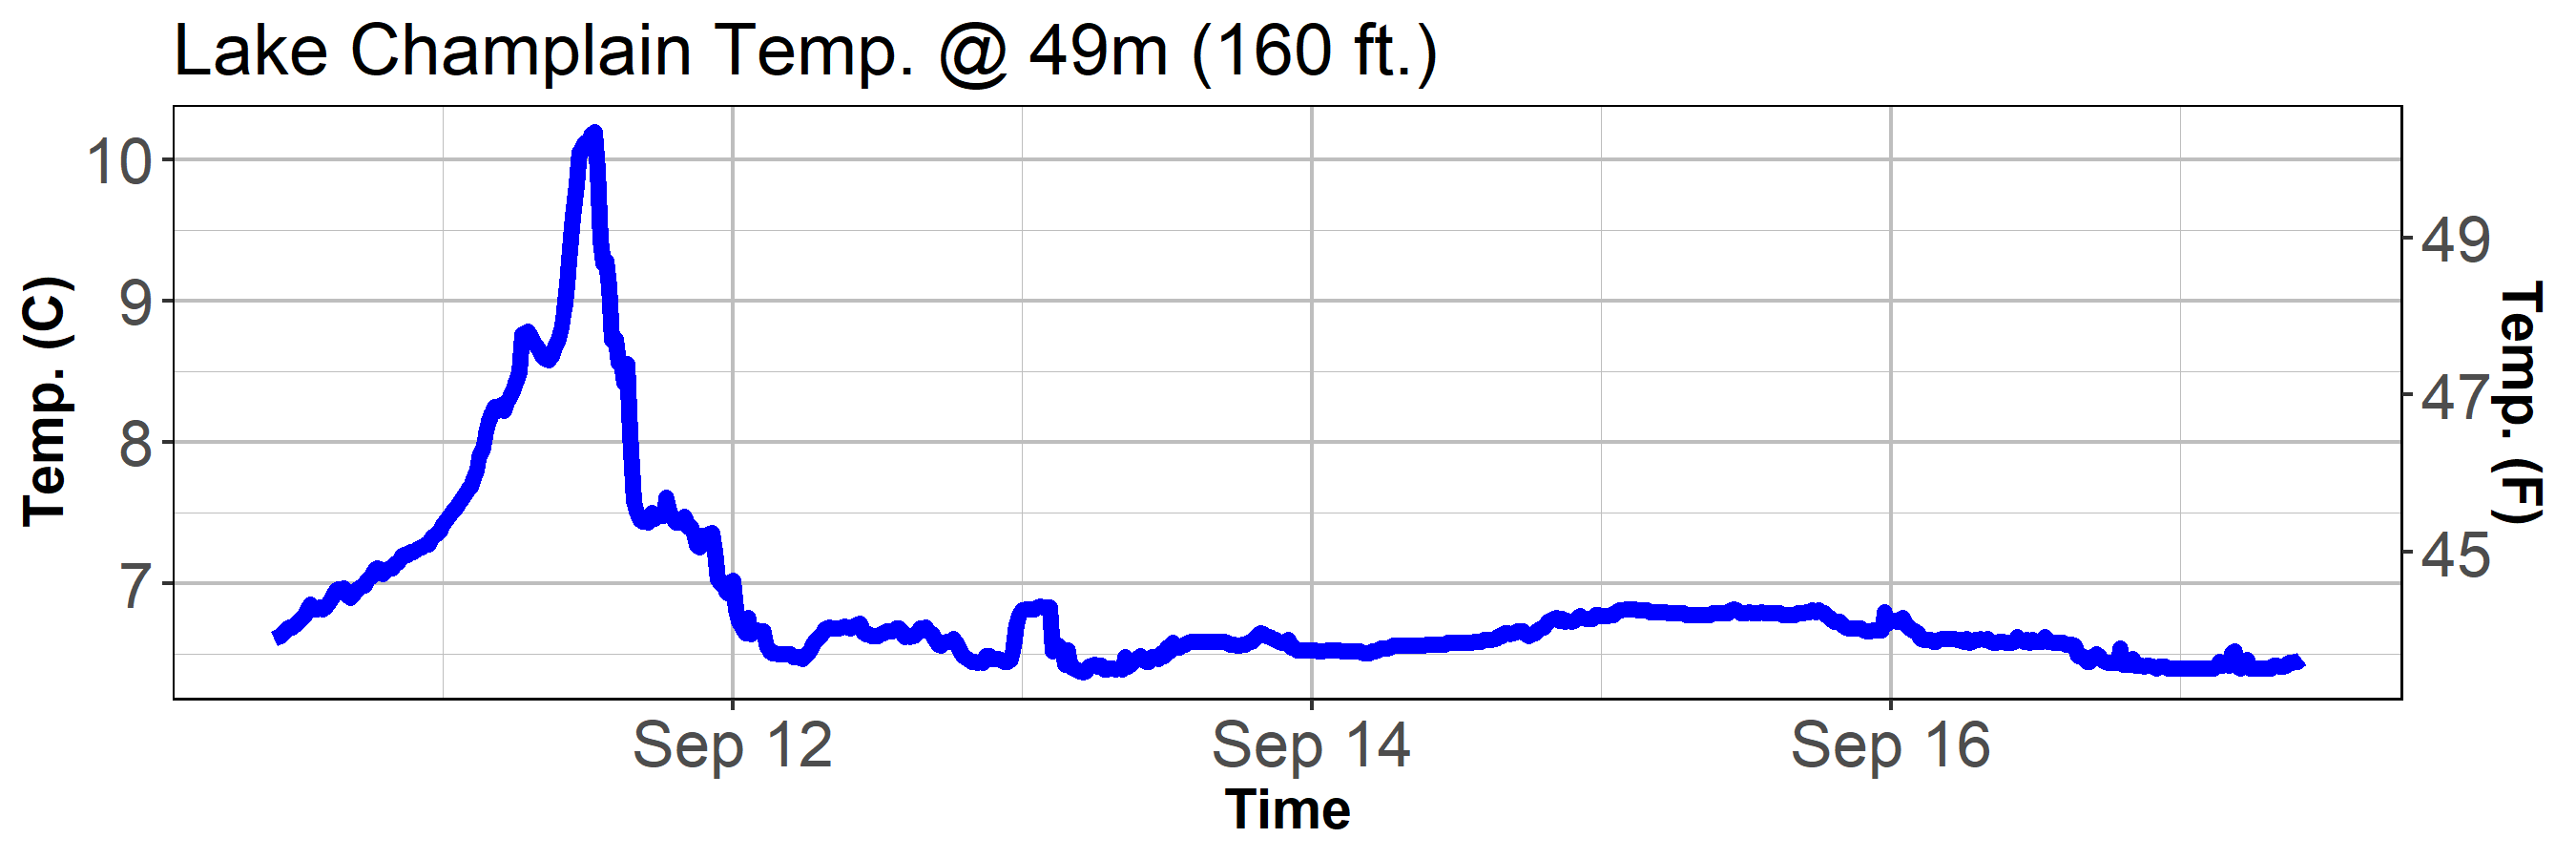 Lake Champlain Temp. @ 49m (160 ft.)
Temp. (C)
10
9
8
7
49
47
45
Temp. (F)
Sep 12 Sep 14 Sep 16
Time